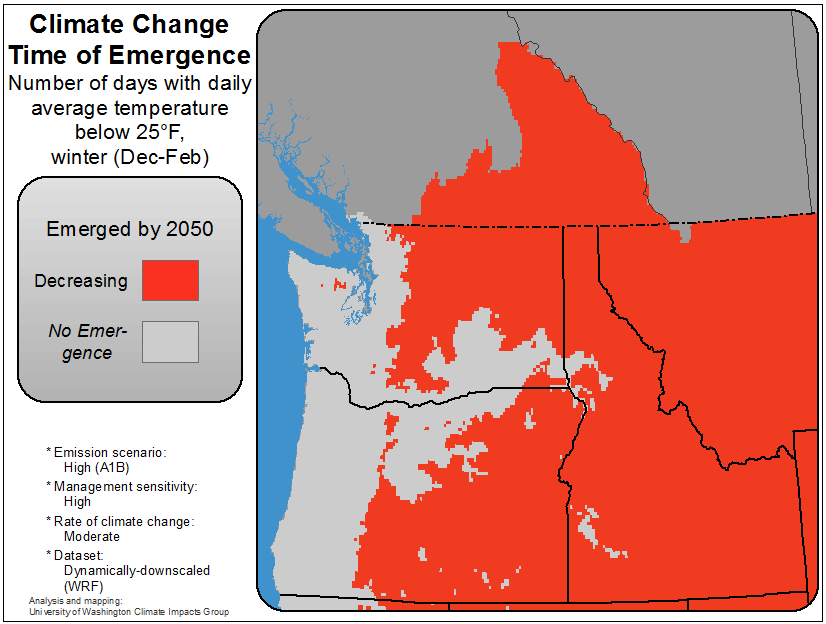 Climate Change
Time of Emergence
Number of days with daily
average temperature
below 25°F,
winter (Dec-Feb)
Emerged by 2050
Decreasing
No Emer-
gence
* Emission scenario:
High (A1B)
* Management sensitivity:
High
* Rate of climate change:
Moderate
* Dataset:
Dynamically-downscaled
(WRF)
Analysis and mapping:
University of Washington Climate Impacts Group